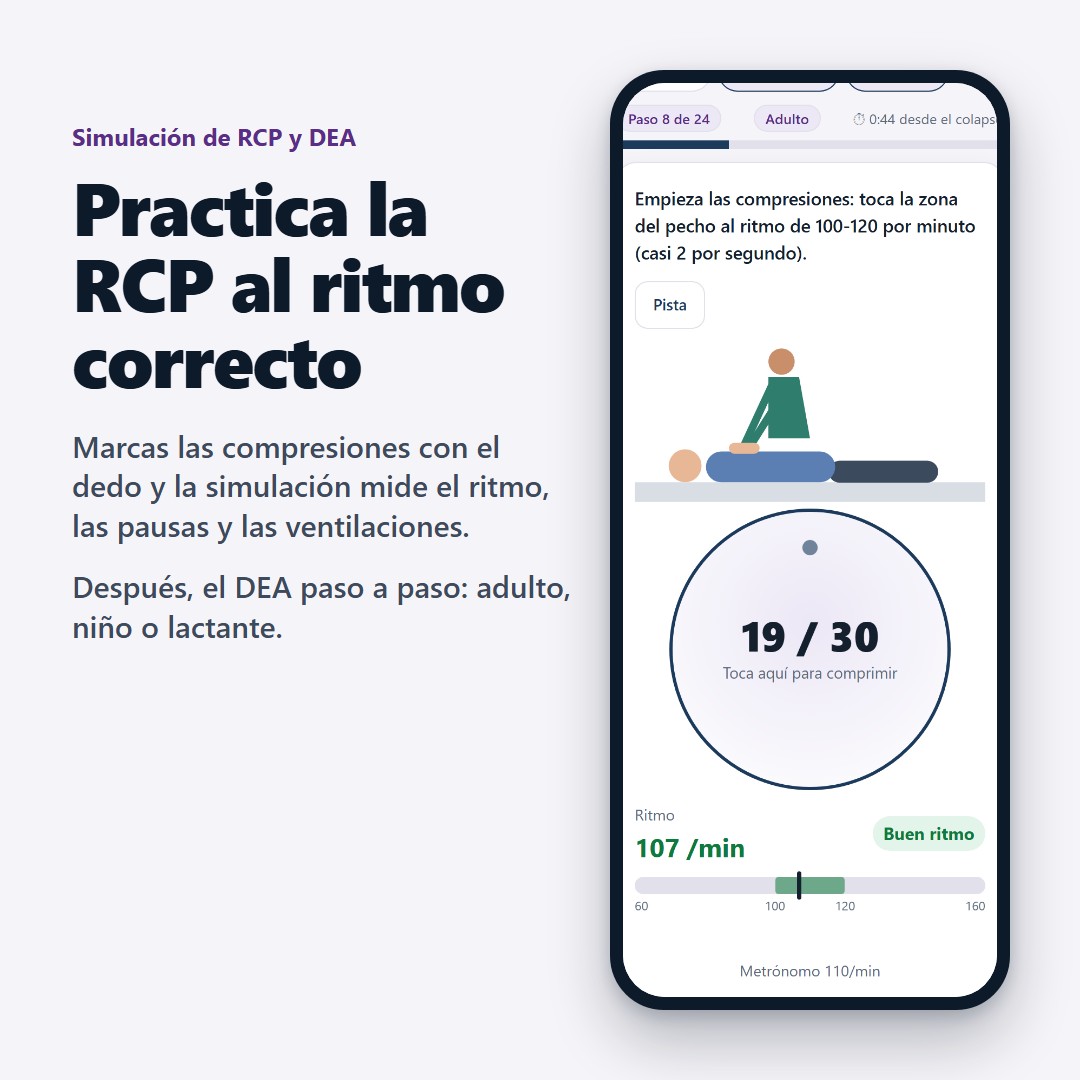 Simulación de RCP y DEA
Practica la
RCP al ritmo
correcto
Marcas las compresiones con el
dedo y la simulación mide el ritmo,
las pausas y las ventilaciones.
Después, el DEA paso a paso: adulto,
niño o lactante.
Paso 8 de 24
Adulto
0:44 desde el colaps
Empieza las compresiones: toca la zona
del pecho al ritmo de 100-120 por minuto
(casi 2 por segundo).
Pista
19 / 30
Toca aquí para comprimir
Ritmo
107 /min
Buen ritmo
60 100 120 160
Metrónomo 110/min